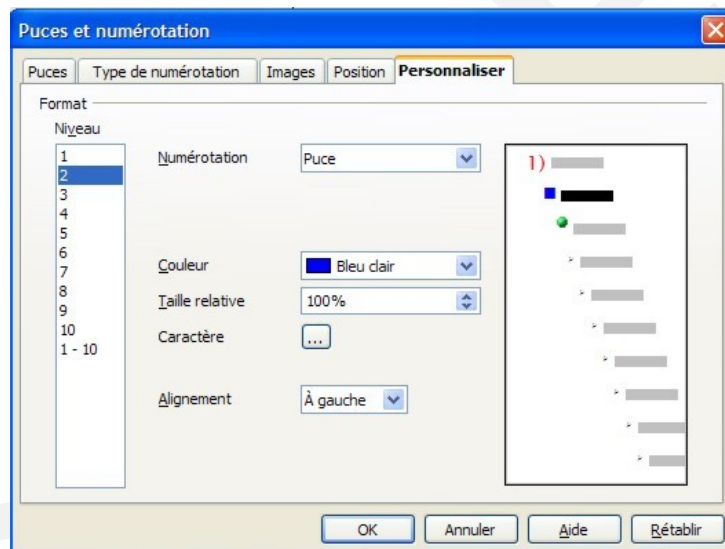 Puces et numérotation
Puces Type de numérotation Images Position Personnaliser
Format
Niveau
1
2
3
4
5
6
7
8
9
10
1 - 10
Numérotation Puce
Couleur Bleu clair
Taille relative 100%
Caractère ...
Alignement À gauche
1)
OK Annuler Aide Rétablir